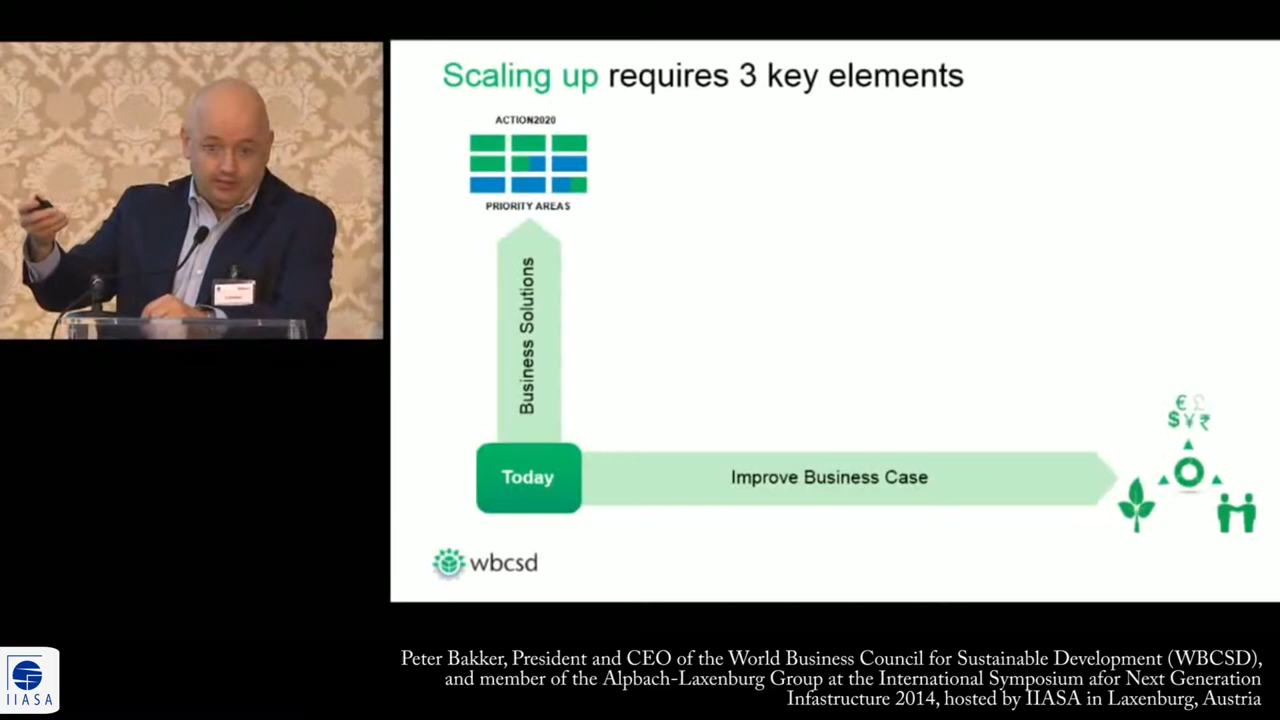 Scaling up requires 3 key elements
ACTION2020
PRIORITY AREAS
Business Solutions
Today
Improve Business Case
€ £
$ ¥ ₹
wbcsd
IIASA
Peter Bakker, President and CEO of the World Business Council for Sustainable Development (WBCSD),
and member of the Alpbach-Laxenburg Group at the International Symposium afor Next Generation
Infastructure 2014, hosted by IIASA in Laxenburg, Austria